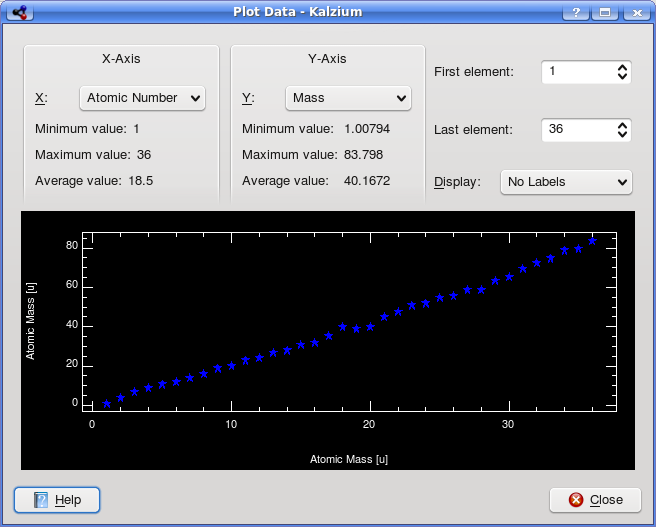 Plot Data - Kalzium
X-Axis
X: Atomic Number
Minimum value: 1
Maximum value: 36
Average value: 18.5
Y-Axis
Y: Mass
Minimum value: 1.00794
Maximum value: 83.798
Average value: 40.1672
First element: 1
Last element: 36
Display: No Labels
Atomic Mass [u]
80
60
40
20
0
0 10 20 30
Atomic Mass [u]
Help
Close